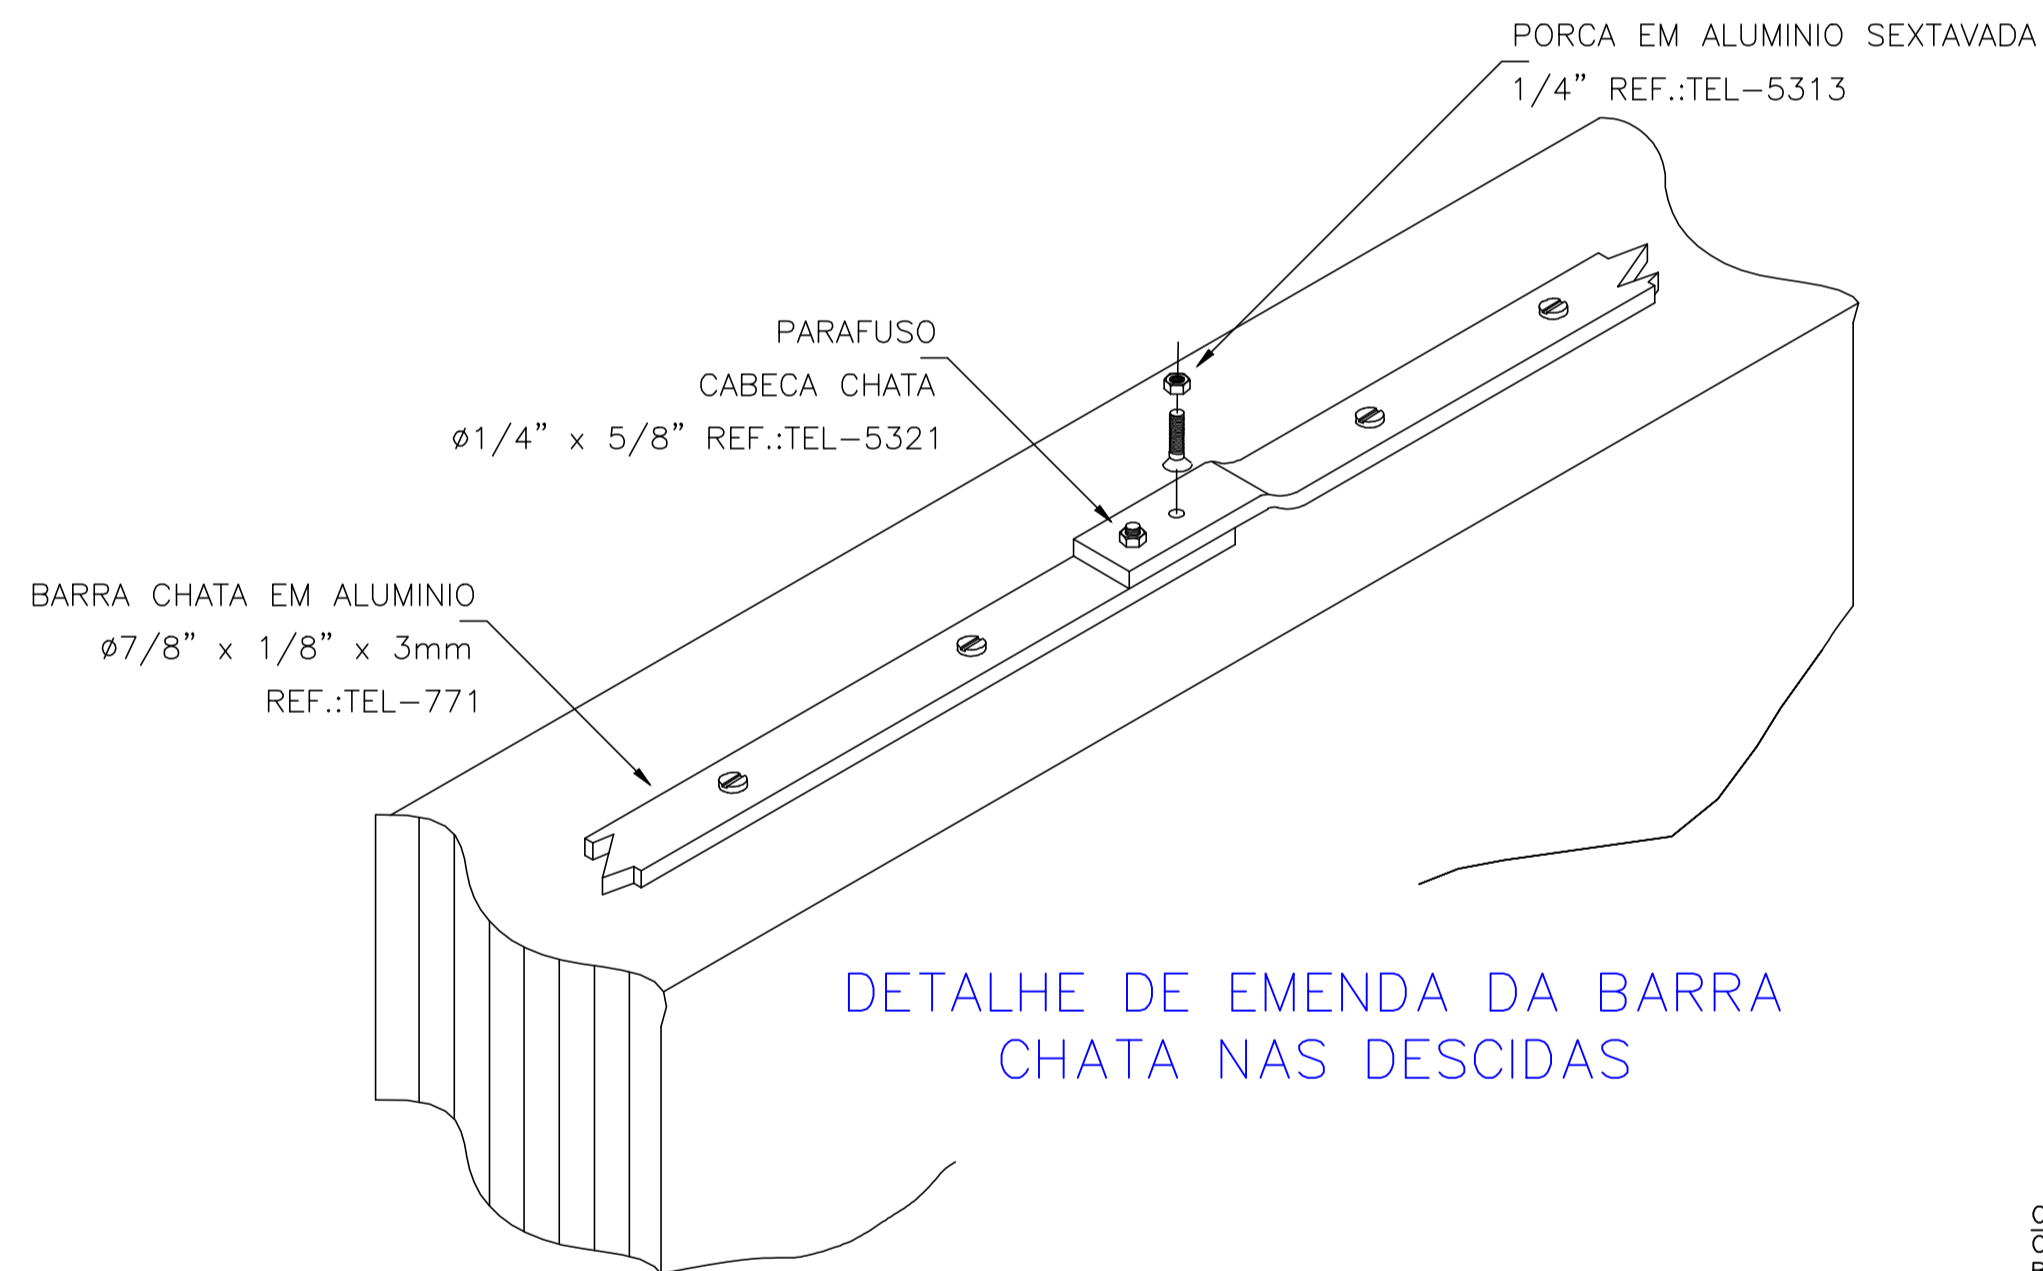 PORCA EM ALUMINIO SEXTAVADA
1/4” REF.:TEL-5313
PARAFUSO
CABECA CHATA
ø1/4” x 5/8” REF.:TEL-5321
BARRA CHATA EM ALUMINIO
ø7/8” x 1/8” x 3mm
REF.:TEL-771
DETALHE DE EMENDA DA BARRA
CHATA NAS DESCIDAS